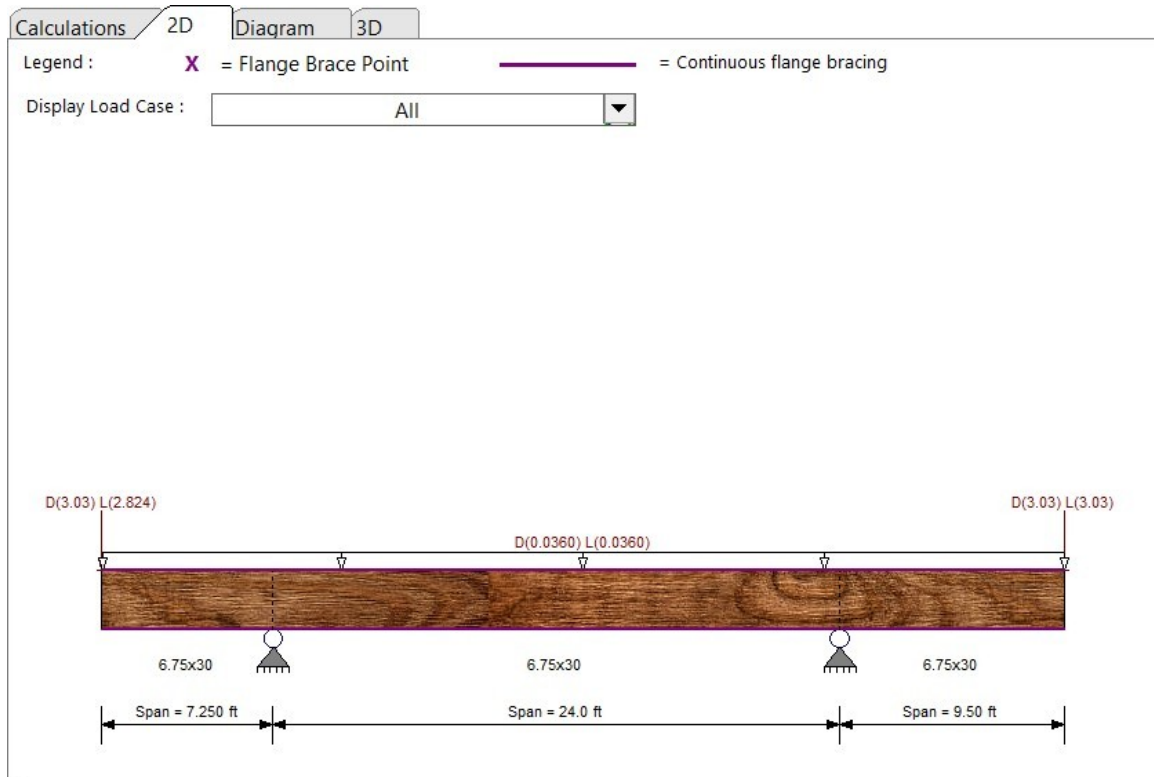 Calculations 2D Diagram 3D
Legend : X = Flange Brace Point = Continuous flange bracing
Display Load Case : All
D(3.03) L(2.824) D(3.03) L(3.03)
D(0.0360) L(0.0360)
6.75x30 6.75x30 6.75x30
Span = 7.250 ft Span = 24.0 ft Span = 9.50 ft